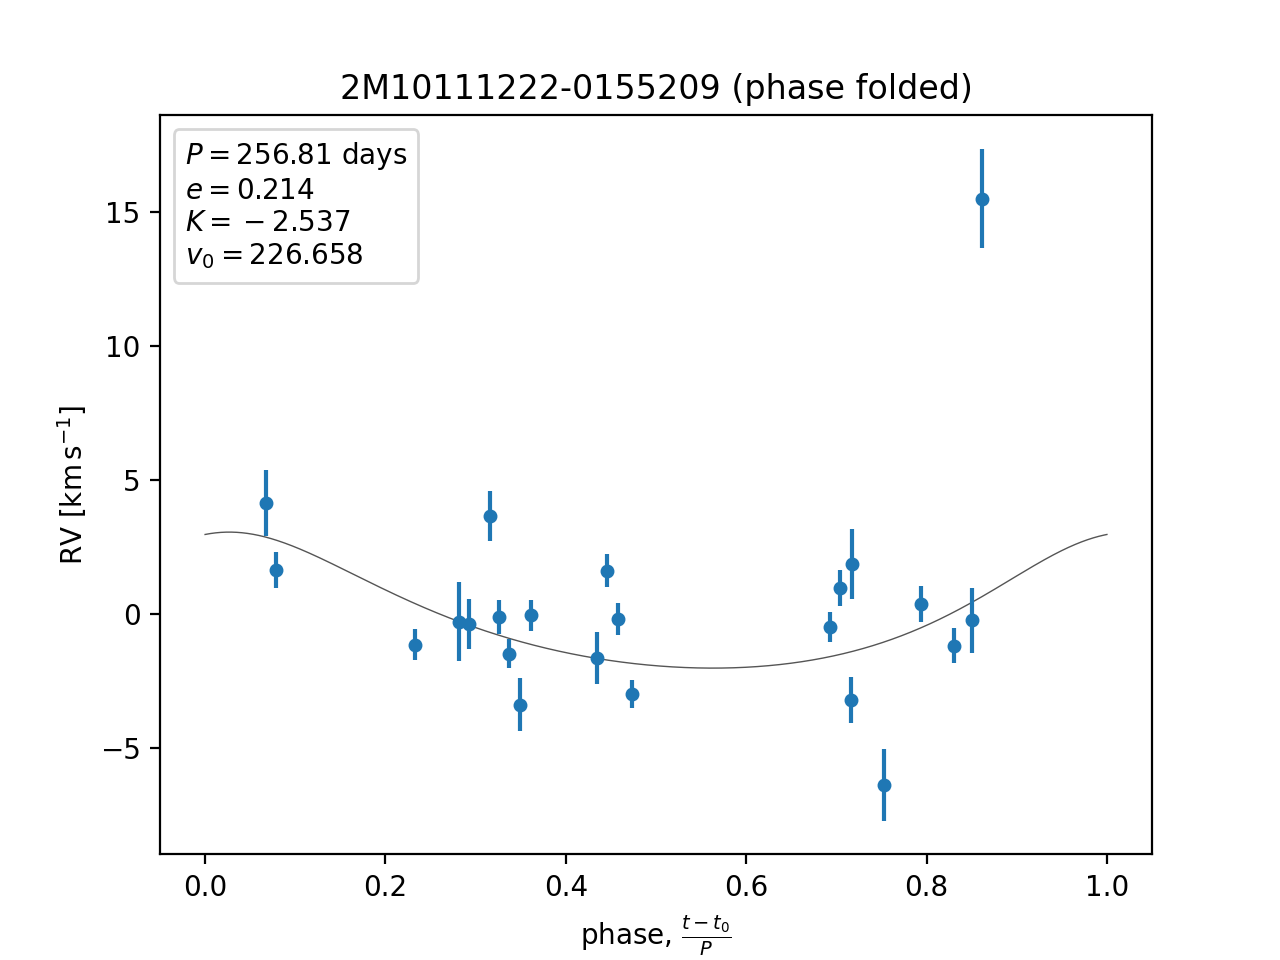 2M10111222-0155209 (phase folded)
P = 256.81 days
e = 0.214
K = −2.537
v₀ = 226.658
15
10
5
0
−5
RV [km s⁻¹]
0.0 0.2 0.4 0.6 0.8 1.0
phase, (t − t₀)/P